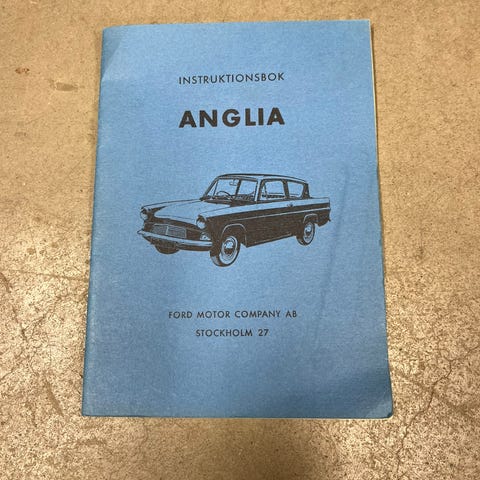 INSTRUKTIONSBOK
ANGLIA
FORD MOTOR COMPANY AB
STOCKHOLM 27